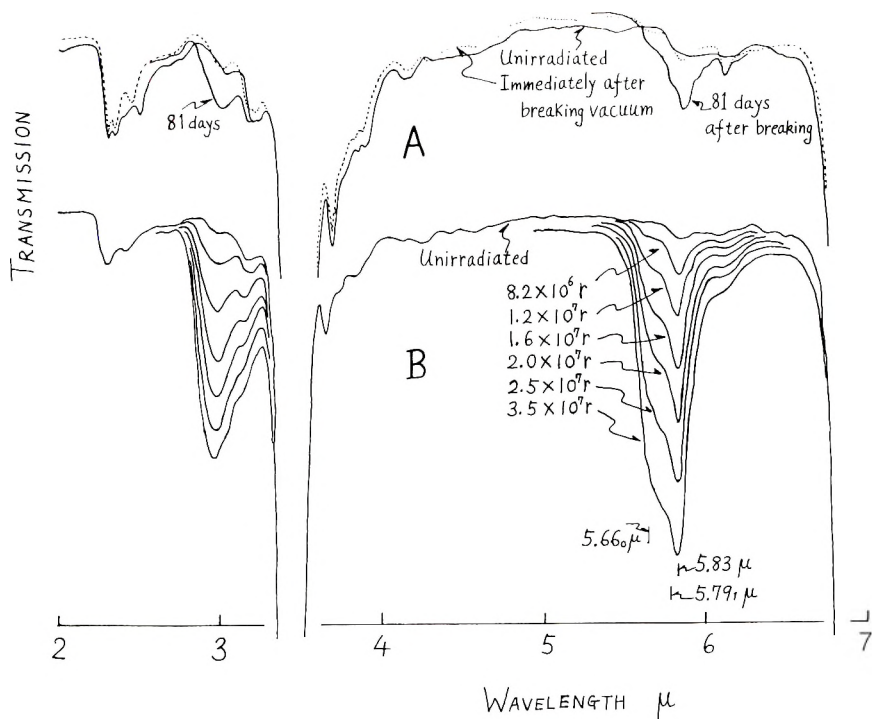 TRANSMISSION
Unirradiated
Immediately after
breaking vacuum
81 days
81 days
after breaking
A
Unirradiated
8.2×10⁶r
1.2×10⁷r
1.6×10⁷r
2.0×10⁷r
2.5×10⁷r
3.5×10⁷r
B
5.66₀μ
5.83 μ
5.79₁ μ
2 3 4 5 6 7
WAVELENGTH μ